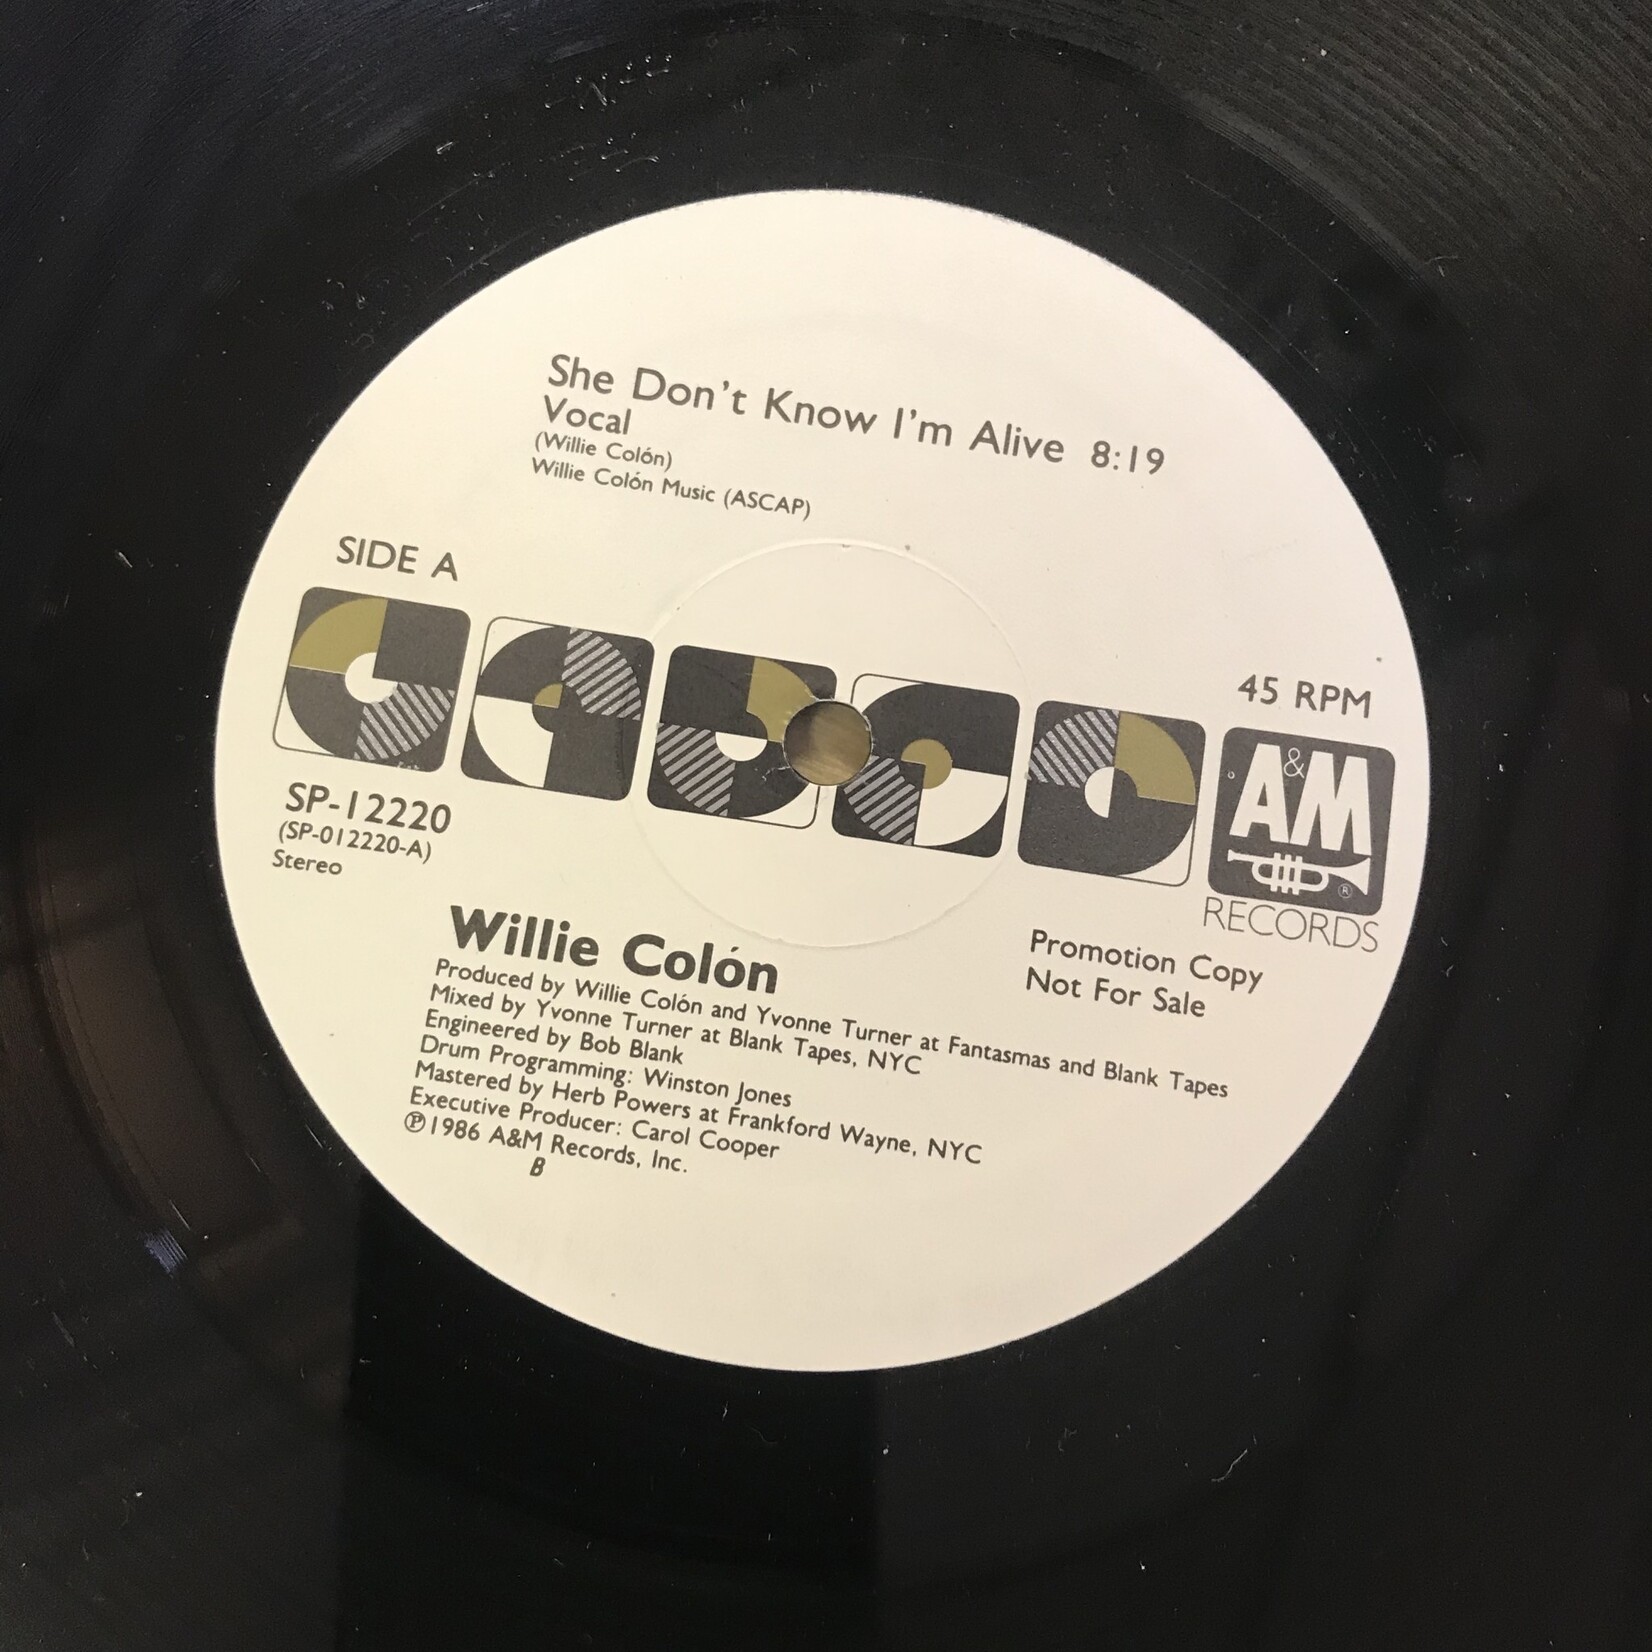 She Don't Know I'm Alive 8:19
Vocal
(Willie Colón)
Willie Colón Music (ASCAP)
SIDE A
45 RPM
A&M
®
RECORDS
SP-12220
(SP-012220-A)
Stereo
Promotion Copy
Not For Sale
Willie Colón
Produced by Willie Colón and Yvonne Turner at Fantasmas and Blank Tapes
Mixed by Yvonne Turner at Blank Tapes, NYC
Engineered by Bob Blank
Drum Programming: Winston Jones
Mastered by Herb Powers at Frankford Wayne, NYC
Executive Producer: Carol Cooper
℗1986 A&M Records, Inc.
B